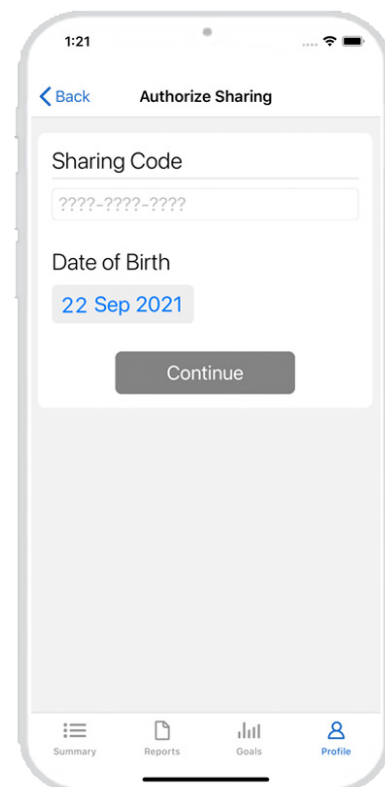 1:21
Back
Authorize Sharing
Sharing Code
????-????-????
Date of Birth
22 Sep 2021
Continue
Summary Reports Goals Profile